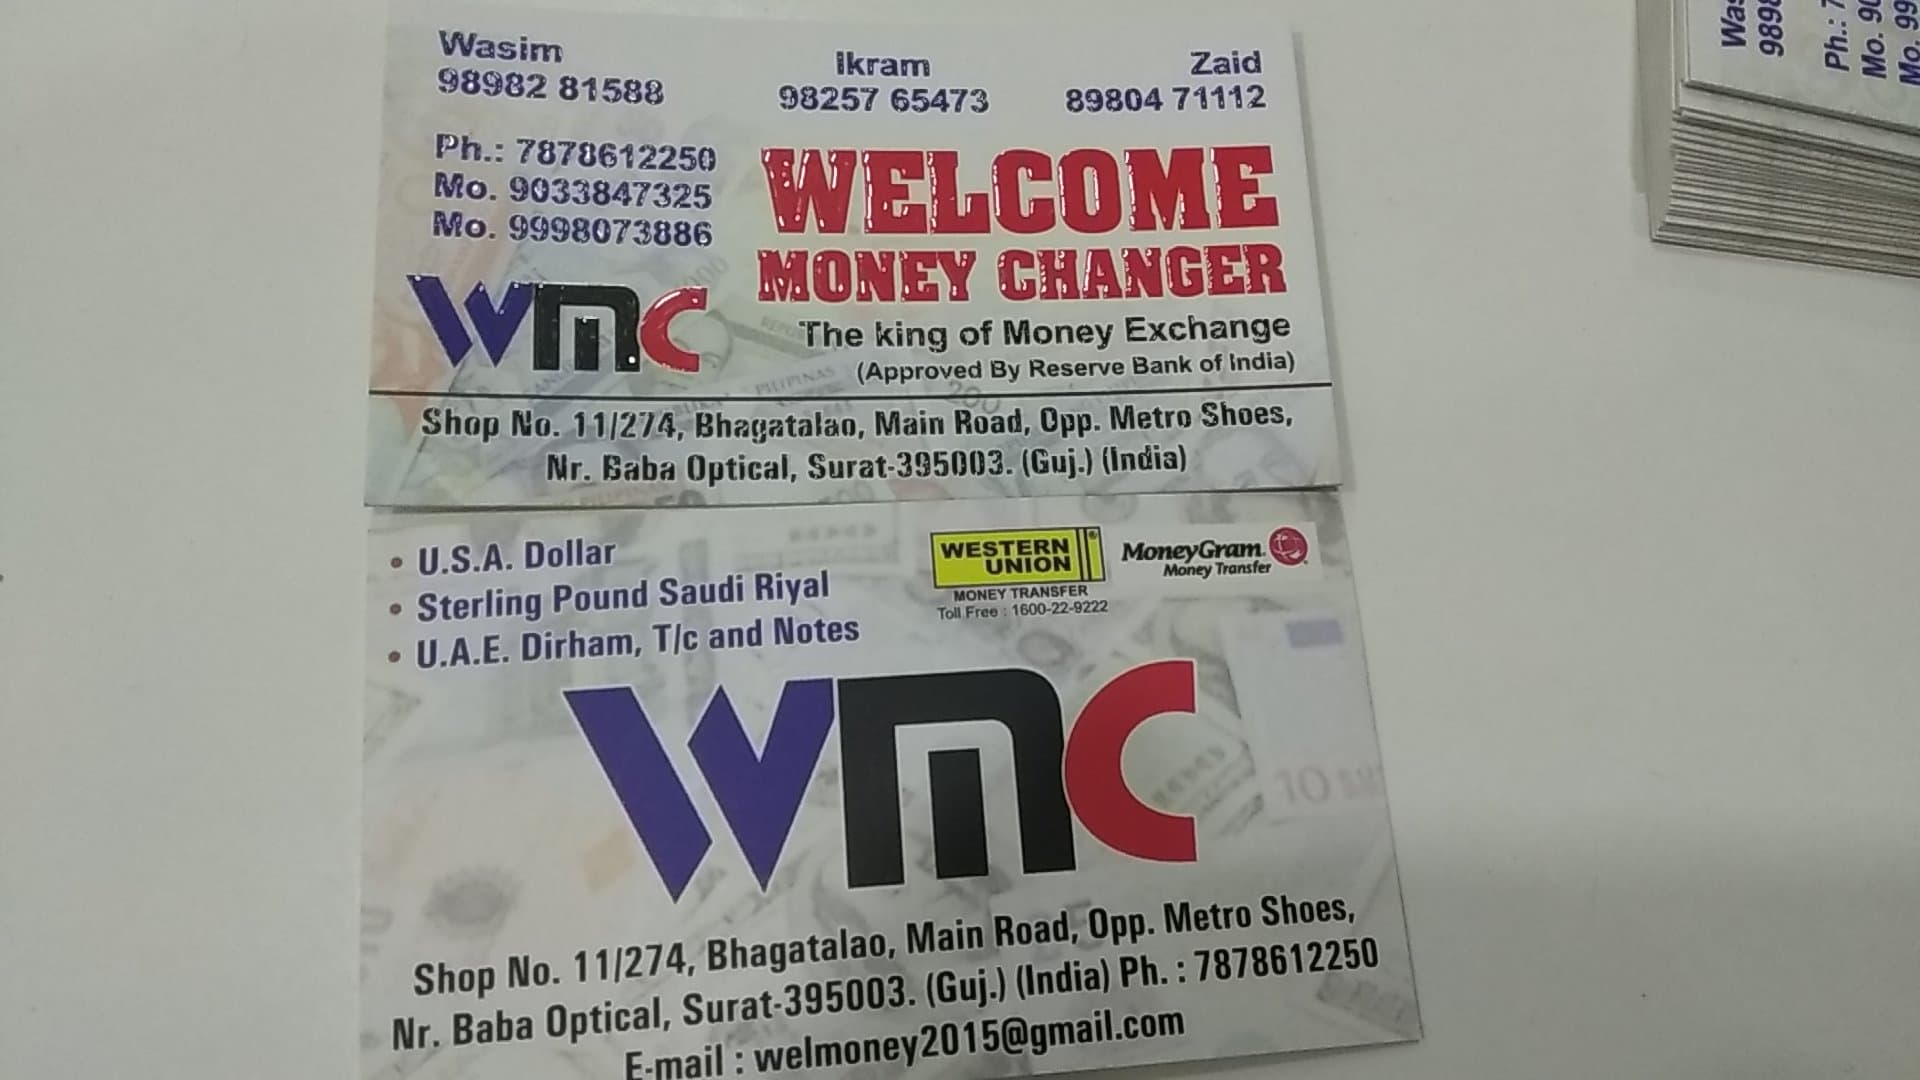 Wasim
98982 81588
Ikram
98257 65473
Zaid
89804 71112
Ph.: 7878612250
Mo. 9033847325
Mo. 9998073886
WELCOME
MONEY CHANGER
WMC
The king of Money Exchange
(Approved By Reserve Bank of India)
Shop No. 11/274, Bhagatalao, Main Road, Opp. Metro Shoes,
Nr. Baba Optical, Surat-395003. (Guj.) (India)
• U.S.A. Dollar
• Sterling Pound Saudi Riyal
• U.A.E. Dirham, T/c and Notes
WESTERN
UNION
MONEY TRANSFER
Toll Free : 1600-22-9222
MoneyGram
Money Transfer
WMC
Shop No. 11/274, Bhagatalao, Main Road, Opp. Metro Shoes,
Nr. Baba Optical, Surat-395003. (Guj.) (India) Ph. : 7878612250
E-mail : welmoney2015@gmail.com